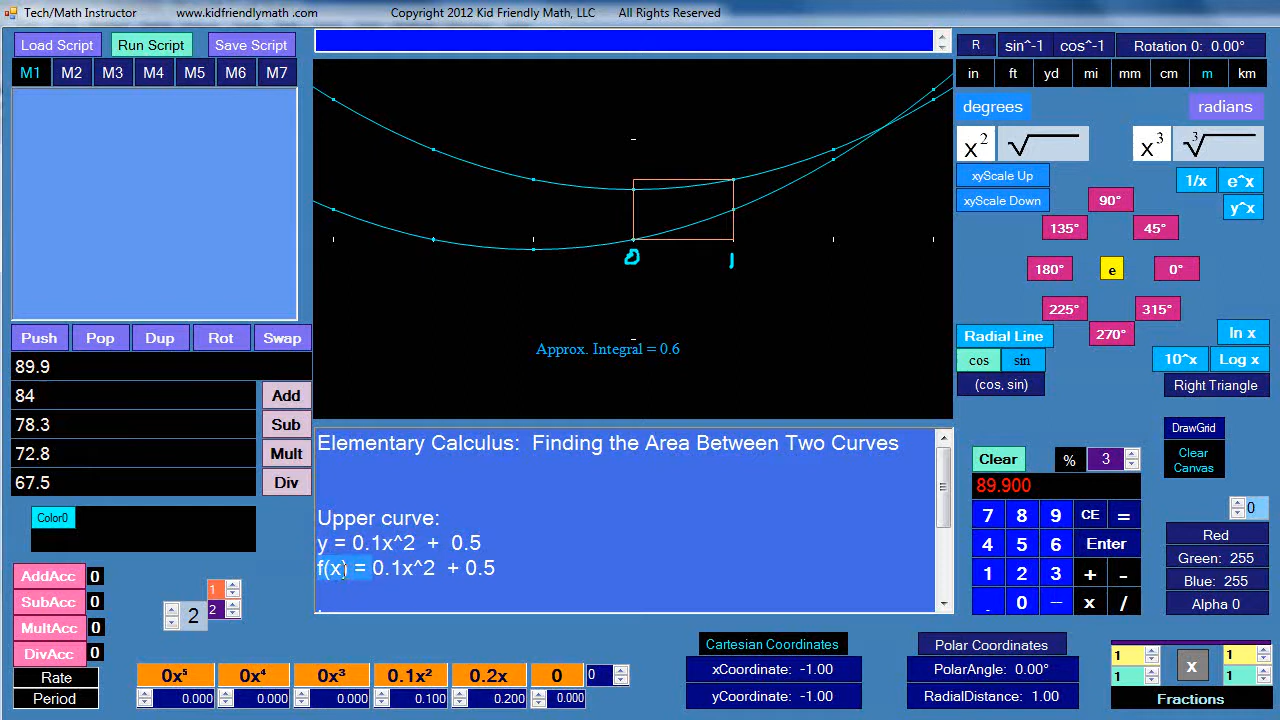 Tech/Math Instructor www.kidfriendlymath .com Copyright 2012 Kid Friendly Math, LLC All Rights Reserved
Load Script Run Script Save Script
M1 M2 M3 M4 M5 M6 M7
R sin^-1 cos^-1 Rotation 0: 0.00°
in ft yd mi mm cm m km
degrees radians
x² √ x³ ³√
xyScale Up 1/x e^x
xyScale Down y^x
90°
135° 45°
180° e 0°
225° 315°
270°
Radial Line ln x
cos sin 10^x Log x
(cos, sin) Right Triangle
0 1
Approx. Integral = 0.6
Push Pop Dup Rot Swap
89.9
84 Add
78.3 Sub
72.8 Mult
67.5 Div
Color0
AddAcc 0
SubAcc 0
MultAcc 0
DivAcc 0
Rate
Period
1
2 2
Elementary Calculus: Finding the Area Between Two Curves
Upper curve:
y = 0.1x^2 + 0.5
f(x) = 0.1x^2 + 0.5
DrawGrid
Clear Canvas
Clear % 3
89.900
7 8 9 CE =
4 5 6 Enter
1 2 3 + -
. 0 – x /
0
Red
Green: 255
Blue: 255
Alpha 0
0x⁵ 0x⁴ 0x³ 0.1x² 0.2x 0 0
0.000 0.000 0.000 0.100 0.200 0.000
Cartesian Coordinates
xCoordinate: -1.00
yCoordinate: -1.00
Polar Coordinates
PolarAngle: 0.00°
RadialDistance: 1.00
1 x 1
1 1
Fractions